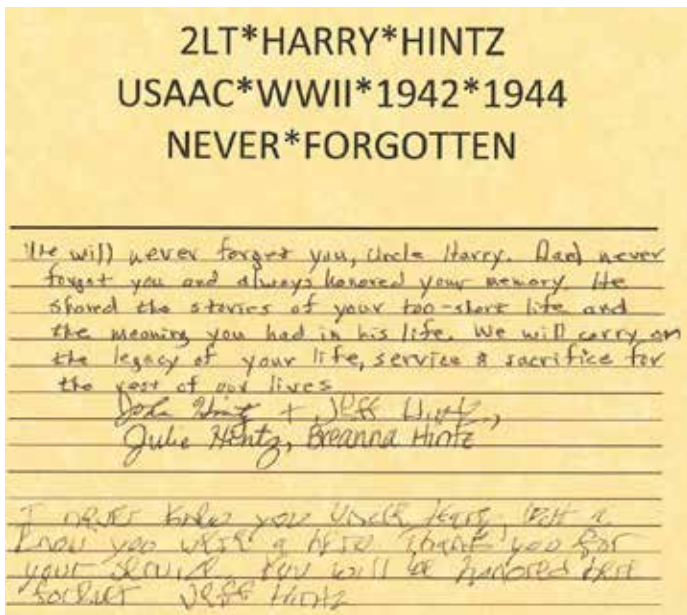 2LT*HARRY*HINTZ
USAAC*WWII*1942*1944
NEVER*FORGOTTEN
We will never forget you, Uncle Harry. Dad never
forgot you and always honored your memory. He
shared the stories of your too-short life and
the meaning you had in his life. We will carry on
the legacy of your life, service & sacrifice for
the rest of our lives
John Hintz + Jeff Hintz,
Julie Hintz, Breanna Hintz
I never knew you Uncle Harry, but I
know you were a hero. Thank you for
your service. You will be honored here
forever Jeff Hintz